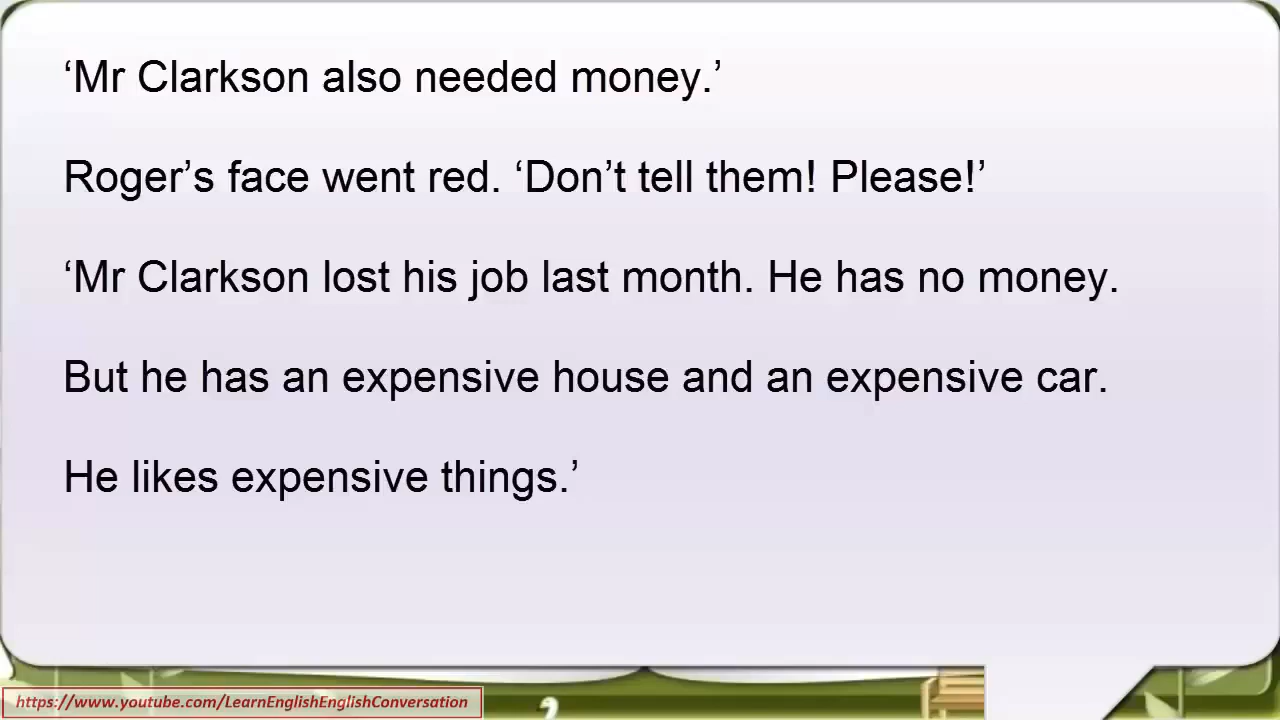 ‘Mr Clarkson also needed money.’
Roger’s face went red. ‘Don’t tell them! Please!’
‘Mr Clarkson lost his job last month. He has no money.
But he has an expensive house and an expensive car.
He likes expensive things.’
https://www.youtube.com/LearnEnglishEnglishConversation